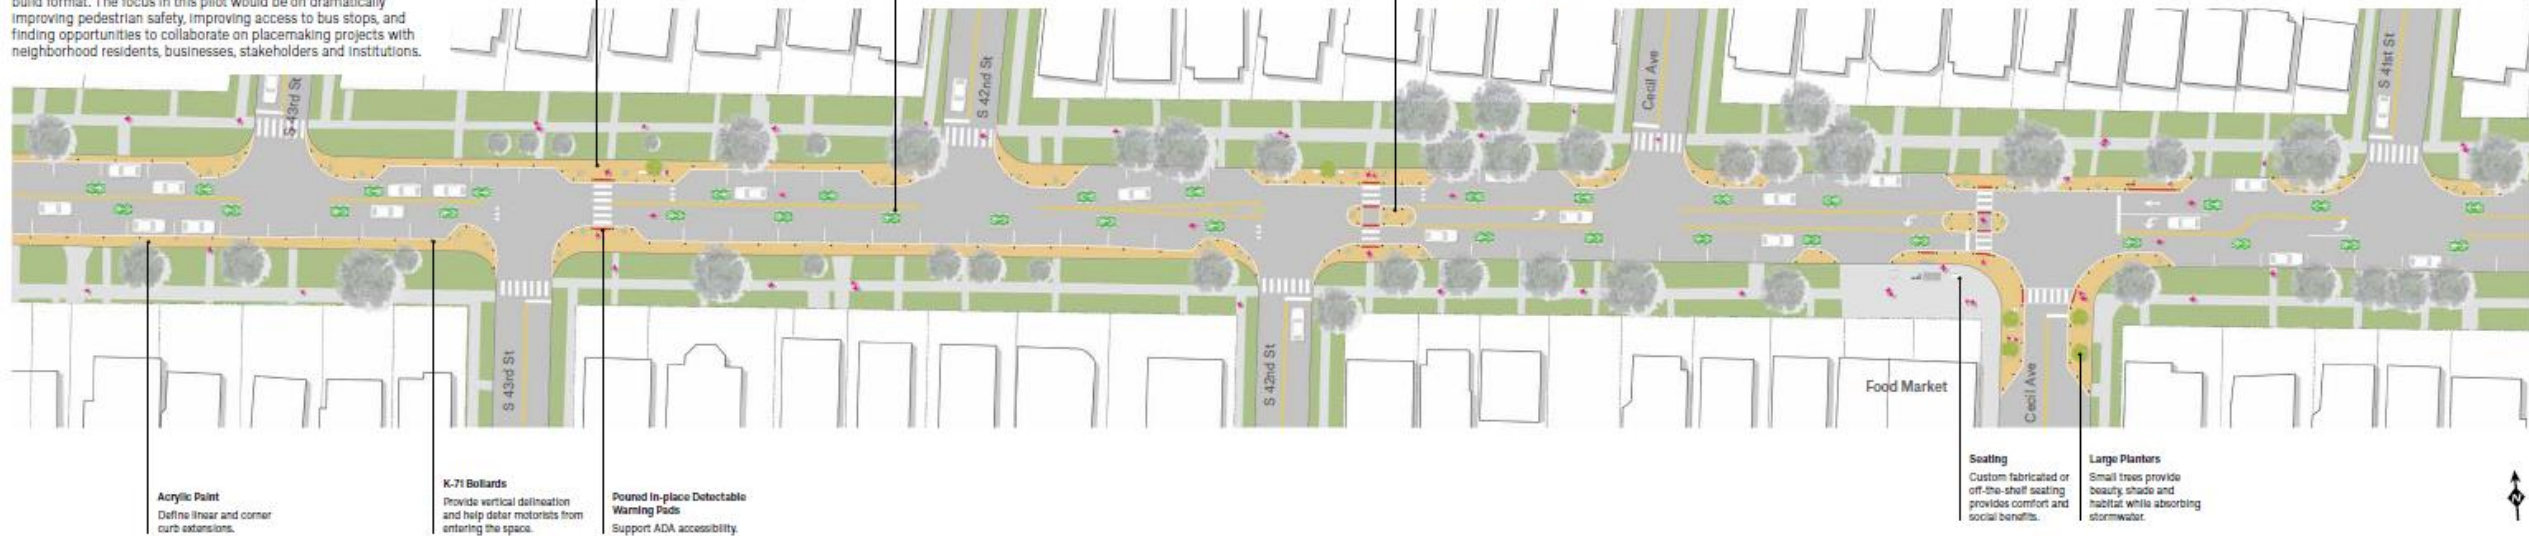 build format. The focus in this pilot would be on dramatically
improving pedestrian safety, improving access to bus stops, and
finding opportunities to collaborate on placemaking projects with
neighborhood residents, businesses, stakeholders and institutions.
S 43rd St
S 42nd St
Cecil Ave
S 41st St
S 43rd St
S 42nd St
Food Market
Cecil Ave
Acrylic Paint
Define linear and corner
curb extensions.
K-71 Bollards
Provide vertical delineation
and help deter motorists from
entering the space.
Poured In-place Detectable
Warning Pads
Support ADA accessibility.
Seating
Custom fabricated or
off-the-shelf seating
provides comfort and
social benefits.
Large Planters
Small trees provide
beauty, shade and
habitat while absorbing
stormwater.
N